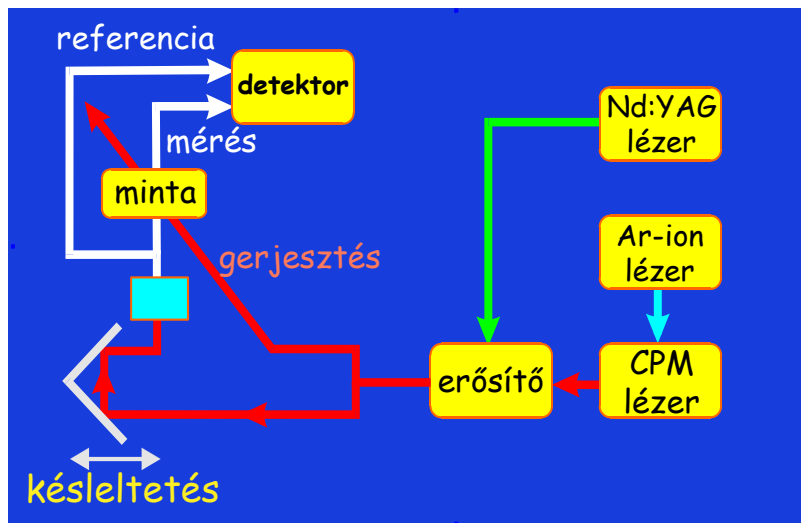 referencia
detektor
mérés
minta
gerjesztés
Nd:YAG
lézer
Ar-ion
lézer
CPM
lézer
erősítő
késleltetés